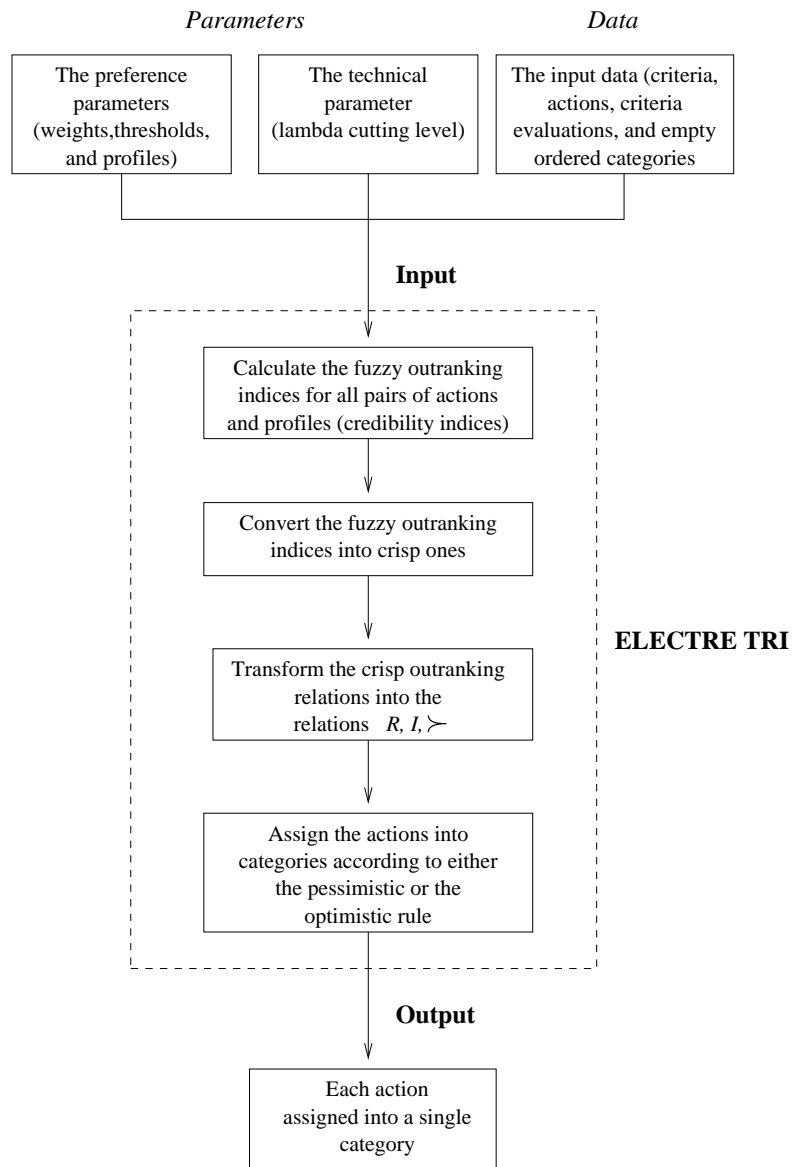 Parameters
Data
The preference
parameters
(weights,thresholds,
and profiles)
The technical
parameter
(lambda cutting level)
The input data (criteria,
actions, criteria
evaluations, and empty
ordered categories
Input
Calculate the fuzzy outranking
indices for all pairs of actions
and profiles (credibility indices)
Convert the fuzzy outranking
indices into crisp ones
ELECTRE TRI
Transform the crisp outranking
relations into the
relations R, I, ≻
Assign the actions into
categories according to either
the pessimistic or the
optimistic rule
Output
Each action
assigned into a single
category